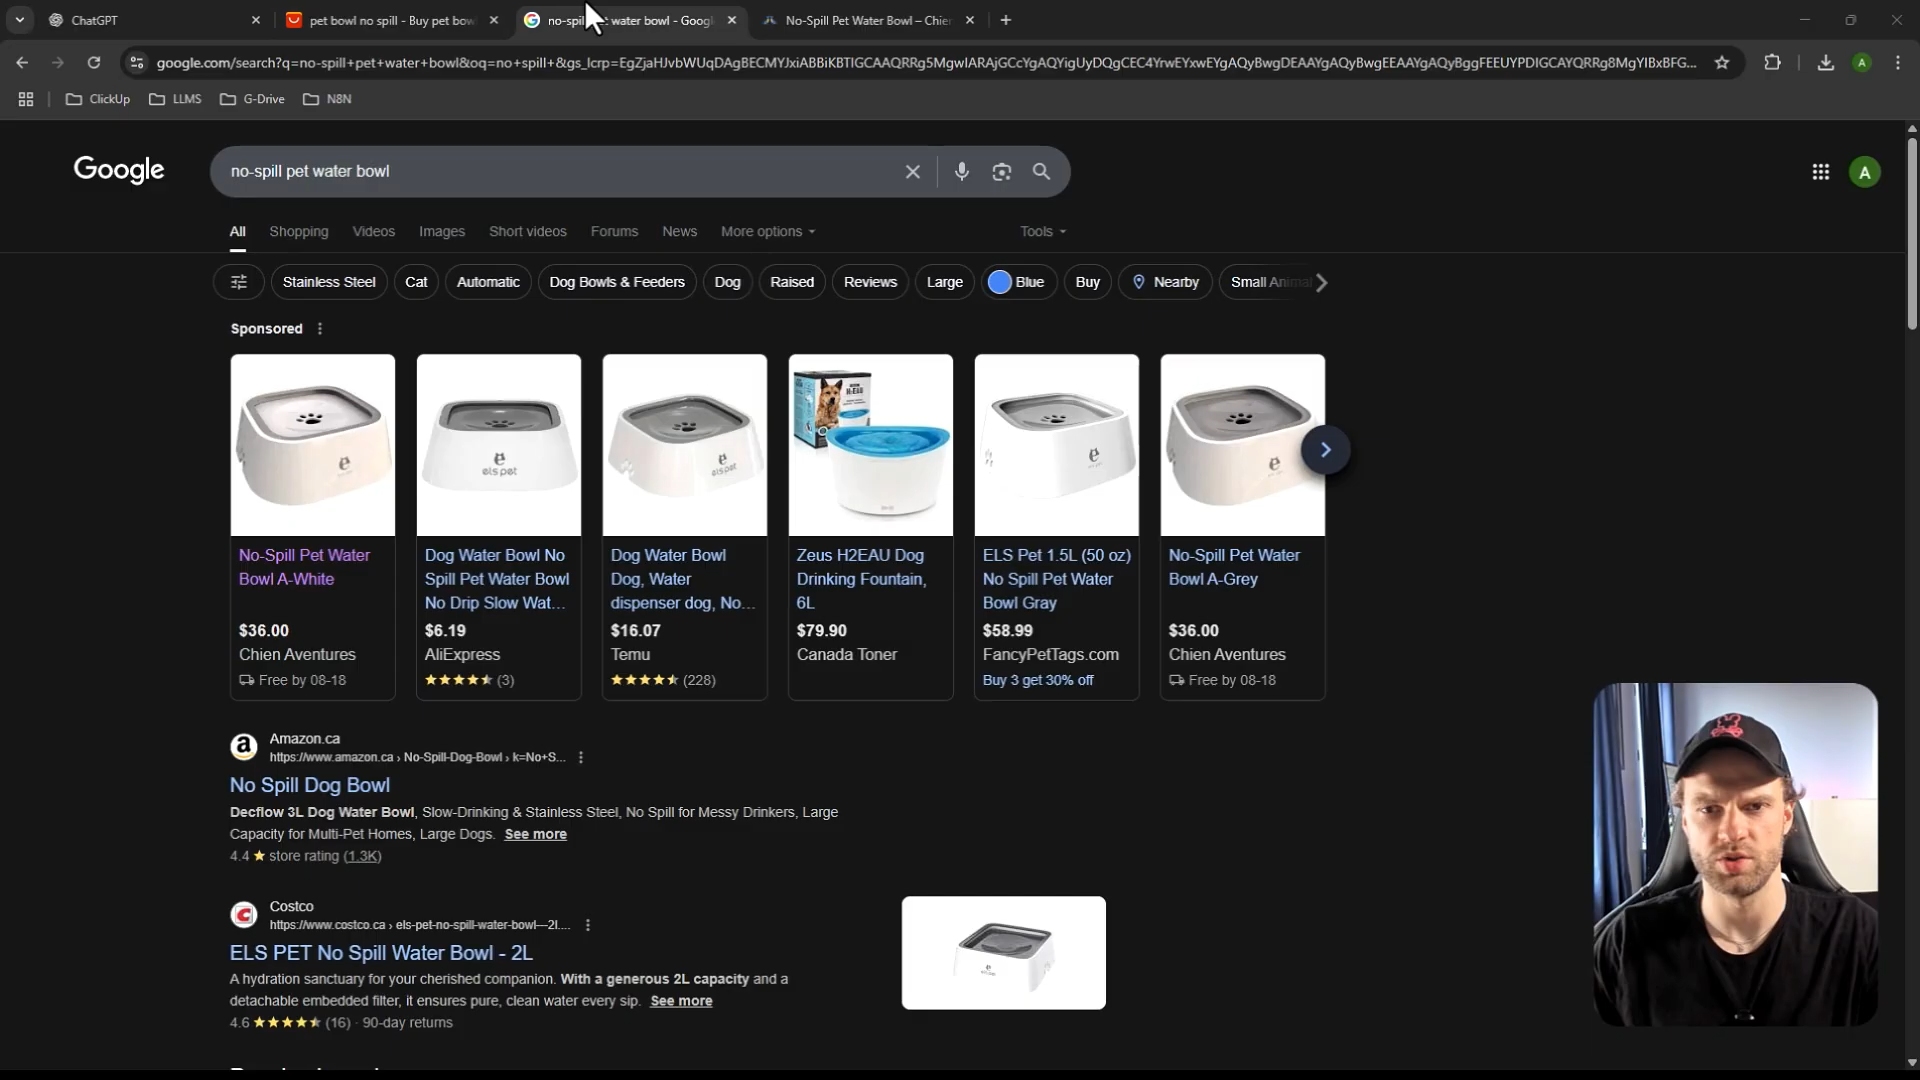 ChatGPT
pet bowl no spill - Buy pet bow
water bowl - Googl
No-Spill Pet Water Bowl – Chie
google.com/search?q=no-spill+pet+water+bowl&oq=no+spill+&gs_lcrp=EgZjaHJvbWUqDAgBECMYJxiABBiKBTIGCAAQRRg5MgwIARAjGCcYgAQYigUyDQgCEC4YrwEYxwEYgAQyBwgDEAAYgAQyBwgEEAAYgAQyBggFEEUYPDIGCAYQRRg8MgYIBxBFG...
A
ClickUp
LLMS
G-Drive
N8N
Google
no-spill pet water bowl
A
All
Shopping
Videos
Images
Short videos
Forums
News
More options
Tools
Stainless Steel
Cat
Automatic
Dog Bowls & Feeders
Dog
Raised
Reviews
Large
Blue
Buy
Nearby
Small Animal
Sponsored
els pet
els pet
H2EAU
No-Spill Pet Water
Bowl A-White
$36.00
Chien Aventures
Free by 08-18
Dog Water Bowl No
Spill Pet Water Bowl
No Drip Slow Wat...
$6.19
AliExpress
(3)
Dog Water Bowl
Dog, Water
dispenser dog, No...
$16.07
Temu
(228)
Zeus H2EAU Dog
Drinking Fountain,
6L
$79.90
Canada Toner
ELS Pet 1.5L (50 oz)
No Spill Pet Water
Bowl Gray
$58.99
FancyPetTags.com
Buy 3 get 30% off
No-Spill Pet Water
Bowl A-Grey
$36.00
Chien Aventures
Free by 08-18
Amazon.ca
https://www.amazon.ca › No-Spill-Dog-Bowl › k=No+S...
No Spill Dog Bowl
Decflow 3L Dog Water Bowl, Slow-Drinking & Stainless Steel, No Spill for Messy Drinkers, Large
Capacity for Multi-Pet Homes, Large Dogs. See more
4.4 ★ store rating (1.3K)
Costco
https://www.costco.ca › els-pet-no-spill-water-bowl—2l...
ELS PET No Spill Water Bowl - 2L
A hydration sanctuary for your cherished companion. With a generous 2L capacity and a
detachable embedded filter, it ensures pure, clean water every sip. See more
4.6 ★★★★★ (16) · 90-day returns